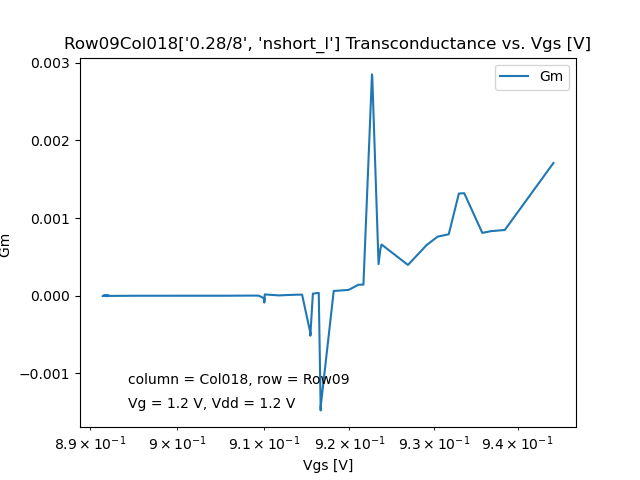 Row09Col018['0.28/8', 'nshort_l'] Transconductance vs. Vgs [V]
Gm
0.003
0.002
0.001
0.000
−0.001
Gm
column = Col018, row = Row09
Vg = 1.2 V, Vdd = 1.2 V
8.9 × 10⁻¹ 9 × 10⁻¹ 9.1 × 10⁻¹ 9.2 × 10⁻¹ 9.3 × 10⁻¹ 9.4 × 10⁻¹
Vgs [V]